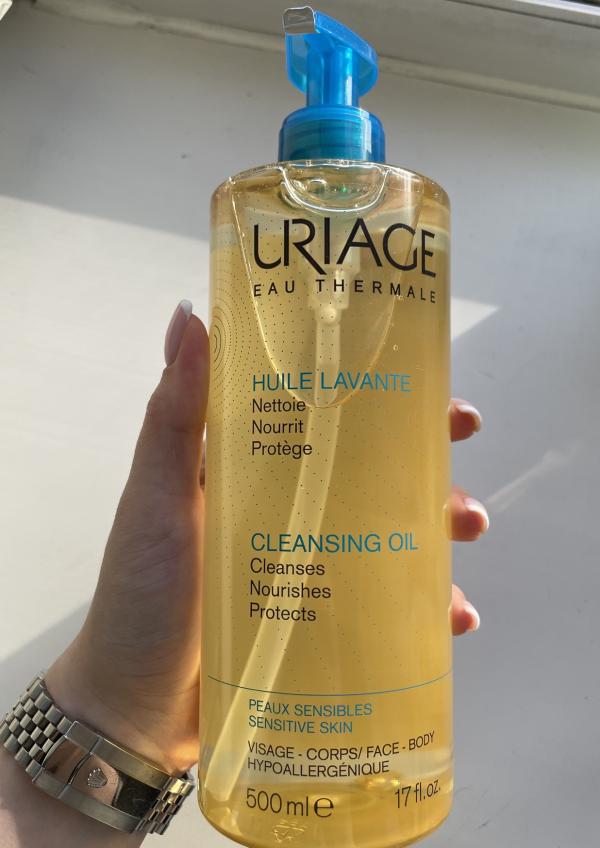 URIAGE
EAU THERMALE
HUILE LAVANTE
Nettoie
Nourrit
Protège
CLEANSING OIL
Cleanses
Nourishes
Protects
PEAUX SENSIBLES
SENSITIVE SKIN
VISAGE - CORPS/ FACE - BODY
HYPOALLERGÉNIQUE
500 ml ℮ 17 fl.oz.